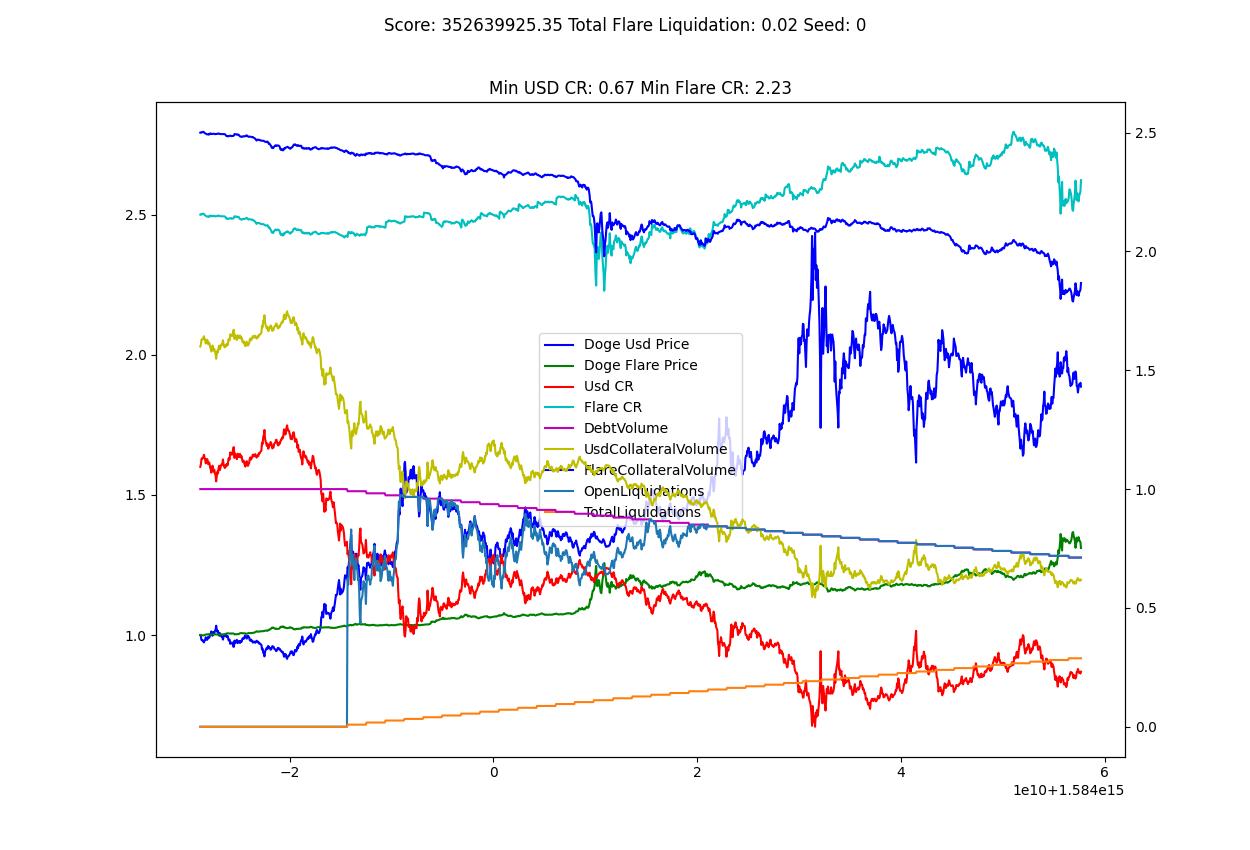 Score: 352639925.35 Total Flare Liquidation: 0.02 Seed: 0
Min USD CR: 0.67 Min Flare CR: 2.23
2.5
2.0
1.5
1.0
2.5
2.0
1.5
1.0
0.5
0.0
Doge Usd Price
Doge Flare Price
Usd CR
Flare CR
DebtVolume
UsdCollateralVolume
FlareCollateralVolume
OpenLiquidations
TotalLiquidations
−2
0
2
4
6
1e10+1.584e15